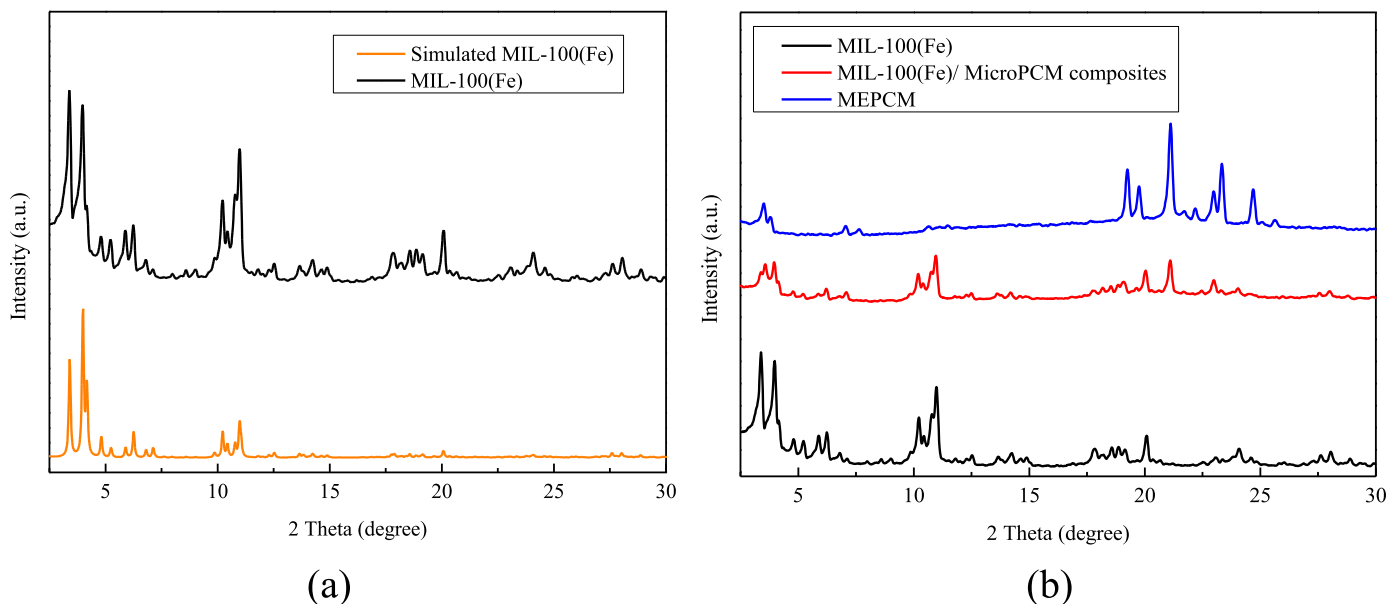 Simulated MIL-100(Fe)
MIL-100(Fe)
Intensity (a.u.)
5 10 15 20 25 30
2 Theta (degree)
(a)
MIL-100(Fe)
MIL-100(Fe)/ MicroPCM composites
MEPCM
Intensity (a.u.)
5 10 15 20 25 30
2 Theta (degree)
(b)